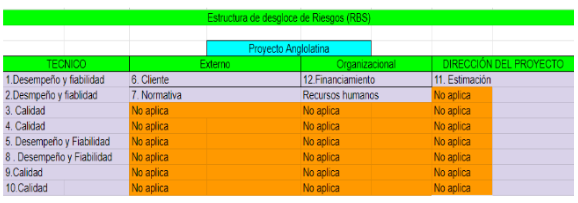 Estructura de desgloce de Riesgos (RBS)
Proyecto Anglolatina
TECNICO Externo Organizacional DIRECCIÓN DEL PROYECTO
1.Desempeño y fiabilidad 6. Cliente 12.Financiamiento 11. Estimación
2.Desmpeño y fiablidad 7. Normativa Recursos humanos No aplica
3. Calidad No aplica No aplica No aplica
4. Calidad No aplica No aplica No aplica
5. Desempeño y Fiabilidad No aplica No aplica No aplica
8 . Desempeño y Fiabilidad No aplica No aplica No aplica
9.Calidad No aplica No aplica No aplica
10.Calidad No aplica No aplica No aplica